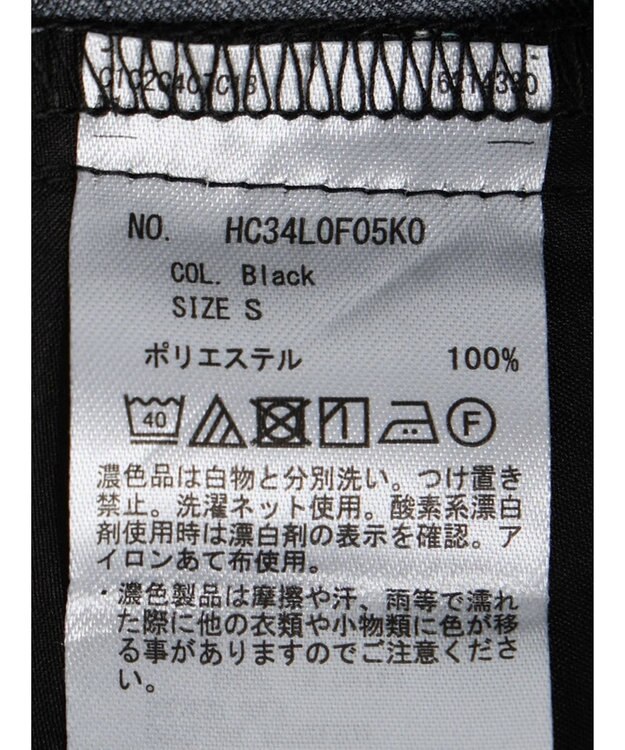 NO. HC34L0F05K0
COL. Black
SIZE S
ポリエステル 100%
40 F
濃色品は白物と分別洗い。つけ置き
禁止。洗濯ネット使用。酸素系漂白
剤使用時は漂白剤の表示を確認。ア
イロンあて布使用。
・濃色製品は摩擦や汗、雨等で濡れ
た際に他の衣類や小物類に色が移
る事がありますのでご注意くださ
い。